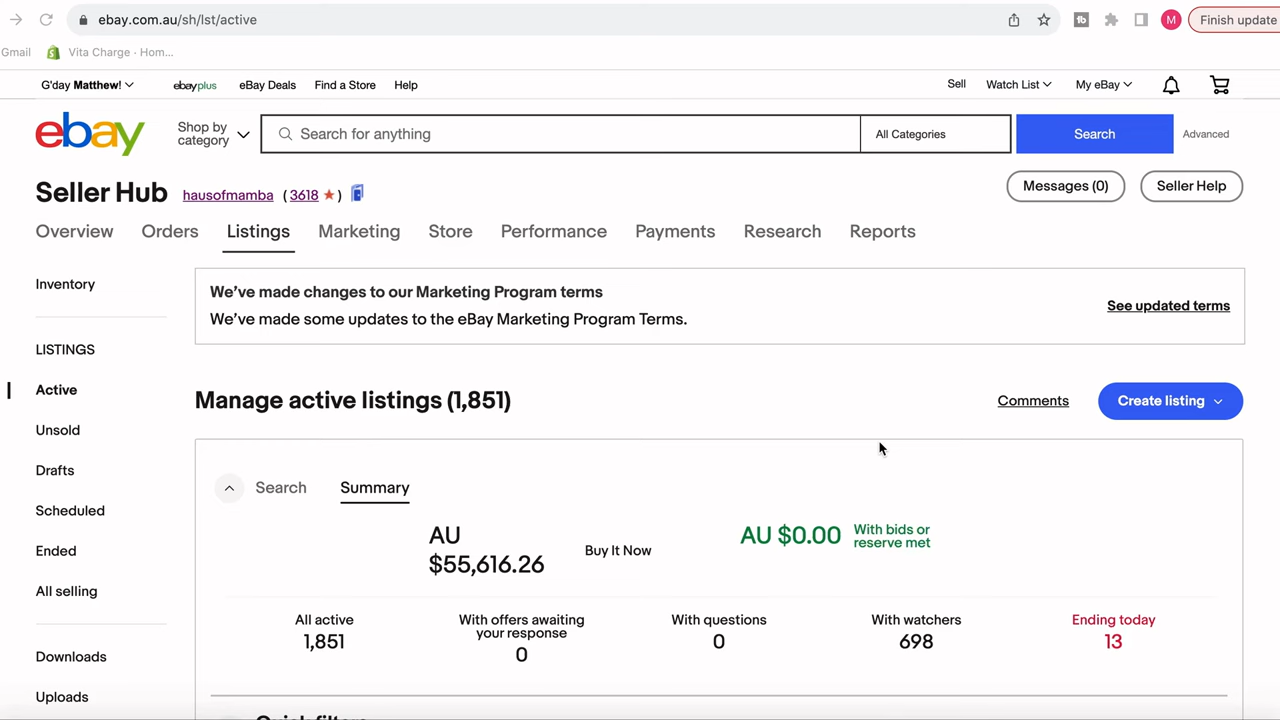 ebay.com.au/sh/lst/active
M
Finish update
Gmail
Vita Charge - Hom...
G'day Matthew!
ebayplus
eBay Deals
Find a Store
Help
Sell
Watch List
My eBay
ebay
Shop by
category
Search for anything
All Categories
Search
Advanced
Seller Hub
hausofmamba
(3618 ★)
Messages (0)
Seller Help
Overview
Orders
Listings
Marketing
Store
Performance
Payments
Research
Reports
Inventory
LISTINGS
Active
Unsold
Drafts
Scheduled
Ended
All selling
Downloads
Uploads
We've made changes to our Marketing Program terms
We've made some updates to the eBay Marketing Program Terms.
See updated terms
Manage active listings (1,851)
Comments
Create listing
Search
Summary
AU
$55,616.26
Buy It Now
AU $0.00
With bids or
reserve met
All active
1,851
With offers awaiting
your response
0
With questions
0
With watchers
698
Ending today
13
Quick filters